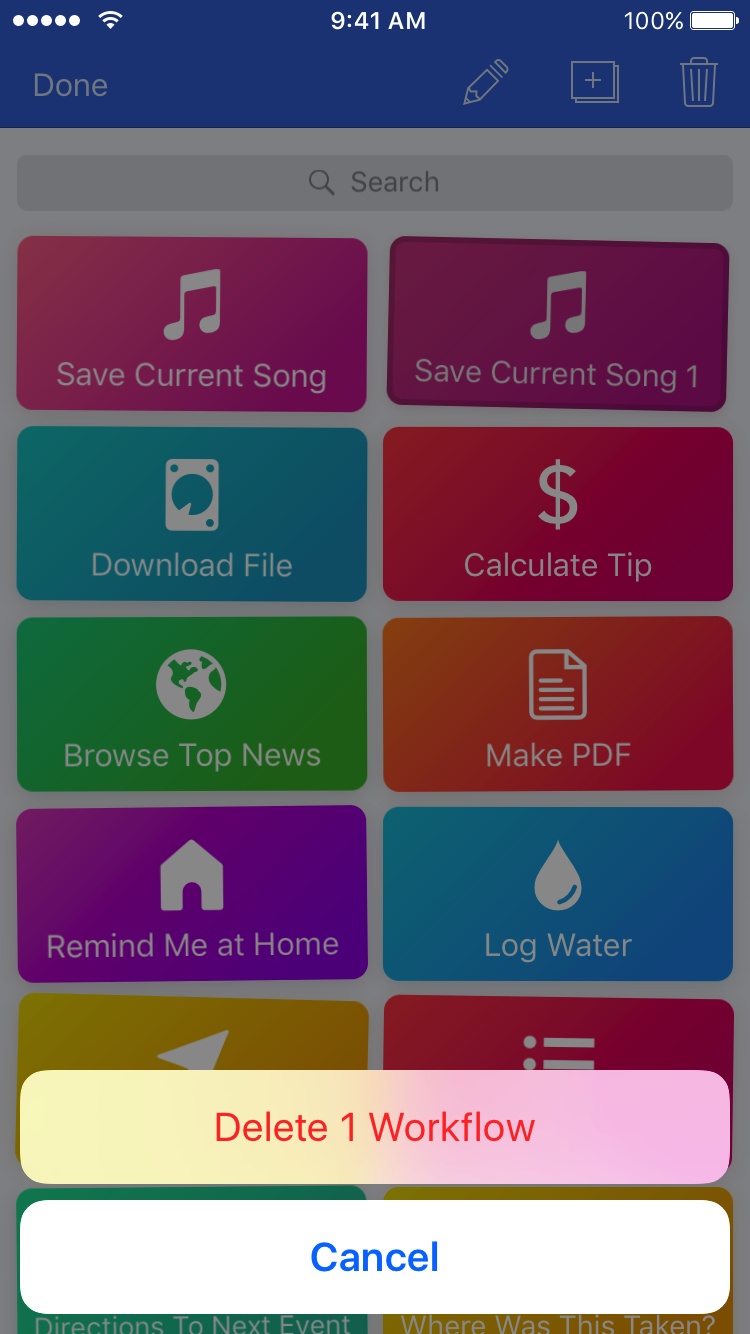 9:41 AM
100%
Done
Search
Save Current Song
Save Current Song 1
Download File
Calculate Tip
Browse Top News
Make PDF
Remind Me at Home
Log Water
Delete 1 Workflow
Cancel
Directions To Next Event
Where Was This Taken?